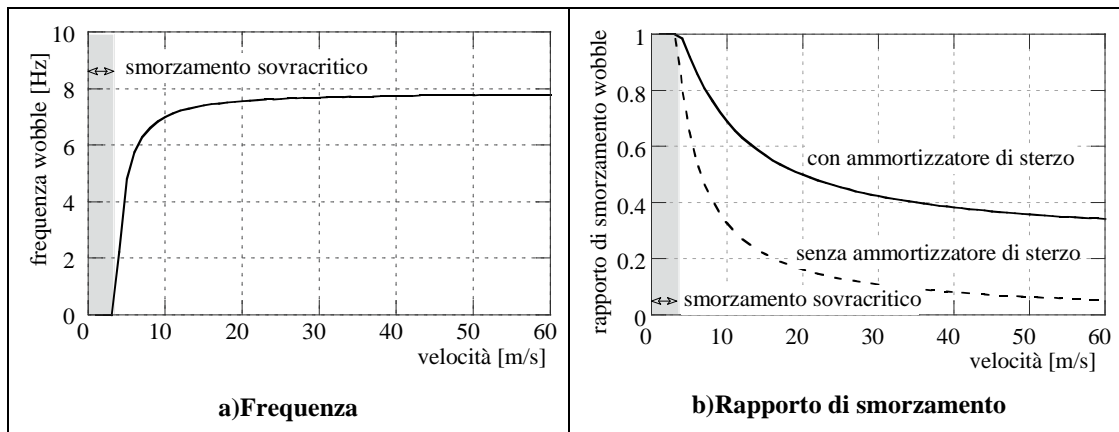 10
8
6
4
2
0
frequenza wobble [Hz]
smorzamento sovracritico
0 10 20 30 40 50 60
velocità [m/s]
a)Frequenza
1
0.8
0.6
0.4
0.2
0
rapporto di smorzamento wobble
con ammortizzatore di sterzo
senza ammortizzatore di sterzo
smorzamento sovracritico
0 10 20 30 40 50 60
velocità [m/s]
b)Rapporto di smorzamento